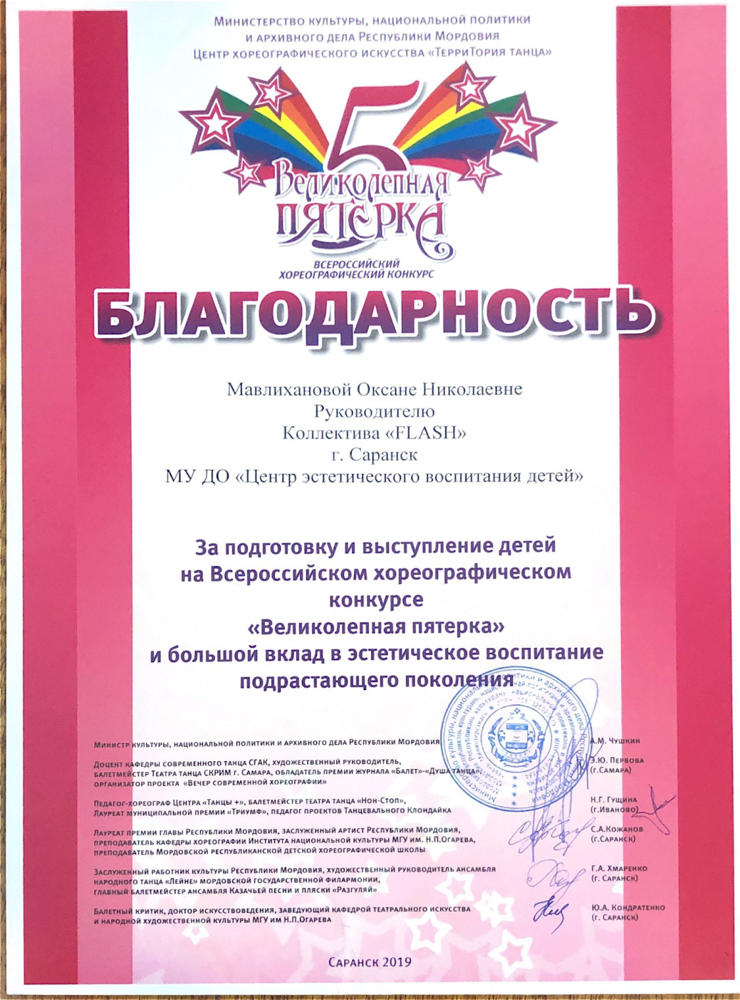 Министерство культуры, национальной политики
и архивного дела Республики Мордовия
Центр хореографического искусства «ТерриТория танца»
5
Великолепная
пятерка
ВСЕРОССИЙСКИЙ
ХОРЕОГРАФИЧЕСКИЙ КОНКУРС
БЛАГОДАРНОСТЬ
Мавлихановой Оксане Николаевне
Руководителю
Коллектива «FLASH»
г. Саранск
МУ ДО «Центр эстетического воспитания детей»
За подготовку и выступление детей
на Всероссийском хореографическом
конкурсе
«Великолепная пятерка»
и большой вклад в эстетическое воспитание
подрастающего поколения
Министр культуры, национальной политики и архивного дела Республики Мордовия
А.М. Чушкин
Доцент кафедры современного танца СГАК, художественный руководитель,
балетмейстер Театра танца СКРИМ г. Самара, обладатель премии журнала «Балет»-«Душа танца»,
организатор проекта «Вечер современной хореографии»
Э.Ю. Первова
(г.Самара)
Педагог-хореограф Центра «Танцы +», балетмейстер театра танца «Нон-Стоп»,
Лауреат муниципальной премии «Триумф», педагог проектов Танцевального Клондайка
Н.Г. Гущина
(г.Иваново)
Лауреат премии главы Республики Мордовия, заслуженный артист Республики Мордовия,
преподаватель кафедры хореографии Института национальной культуры МГУ им. Н.П.Огарева,
преподаватель Мордовской республиканской детской хореографической школы
С.А.Кожанов
(г.Саранск)
Заслуженный работник культуры Республики Мордовия, художественный руководитель ансамбля
народного танца «Лейне» мордовской государственной филармонии,
главный балетмейстер ансамбля Казачьей песни и пляски «Разгуляй»
Г.А. Хмаренко
(г. Саранск)
Балетный критик, доктор искусствоведения, заведующий кафедрой театрального искусства
и народной художественной культуры МГУ им Н.П.Огарева
Ю.А. Кондратенко
(г. Саранск)
Саранск 2019